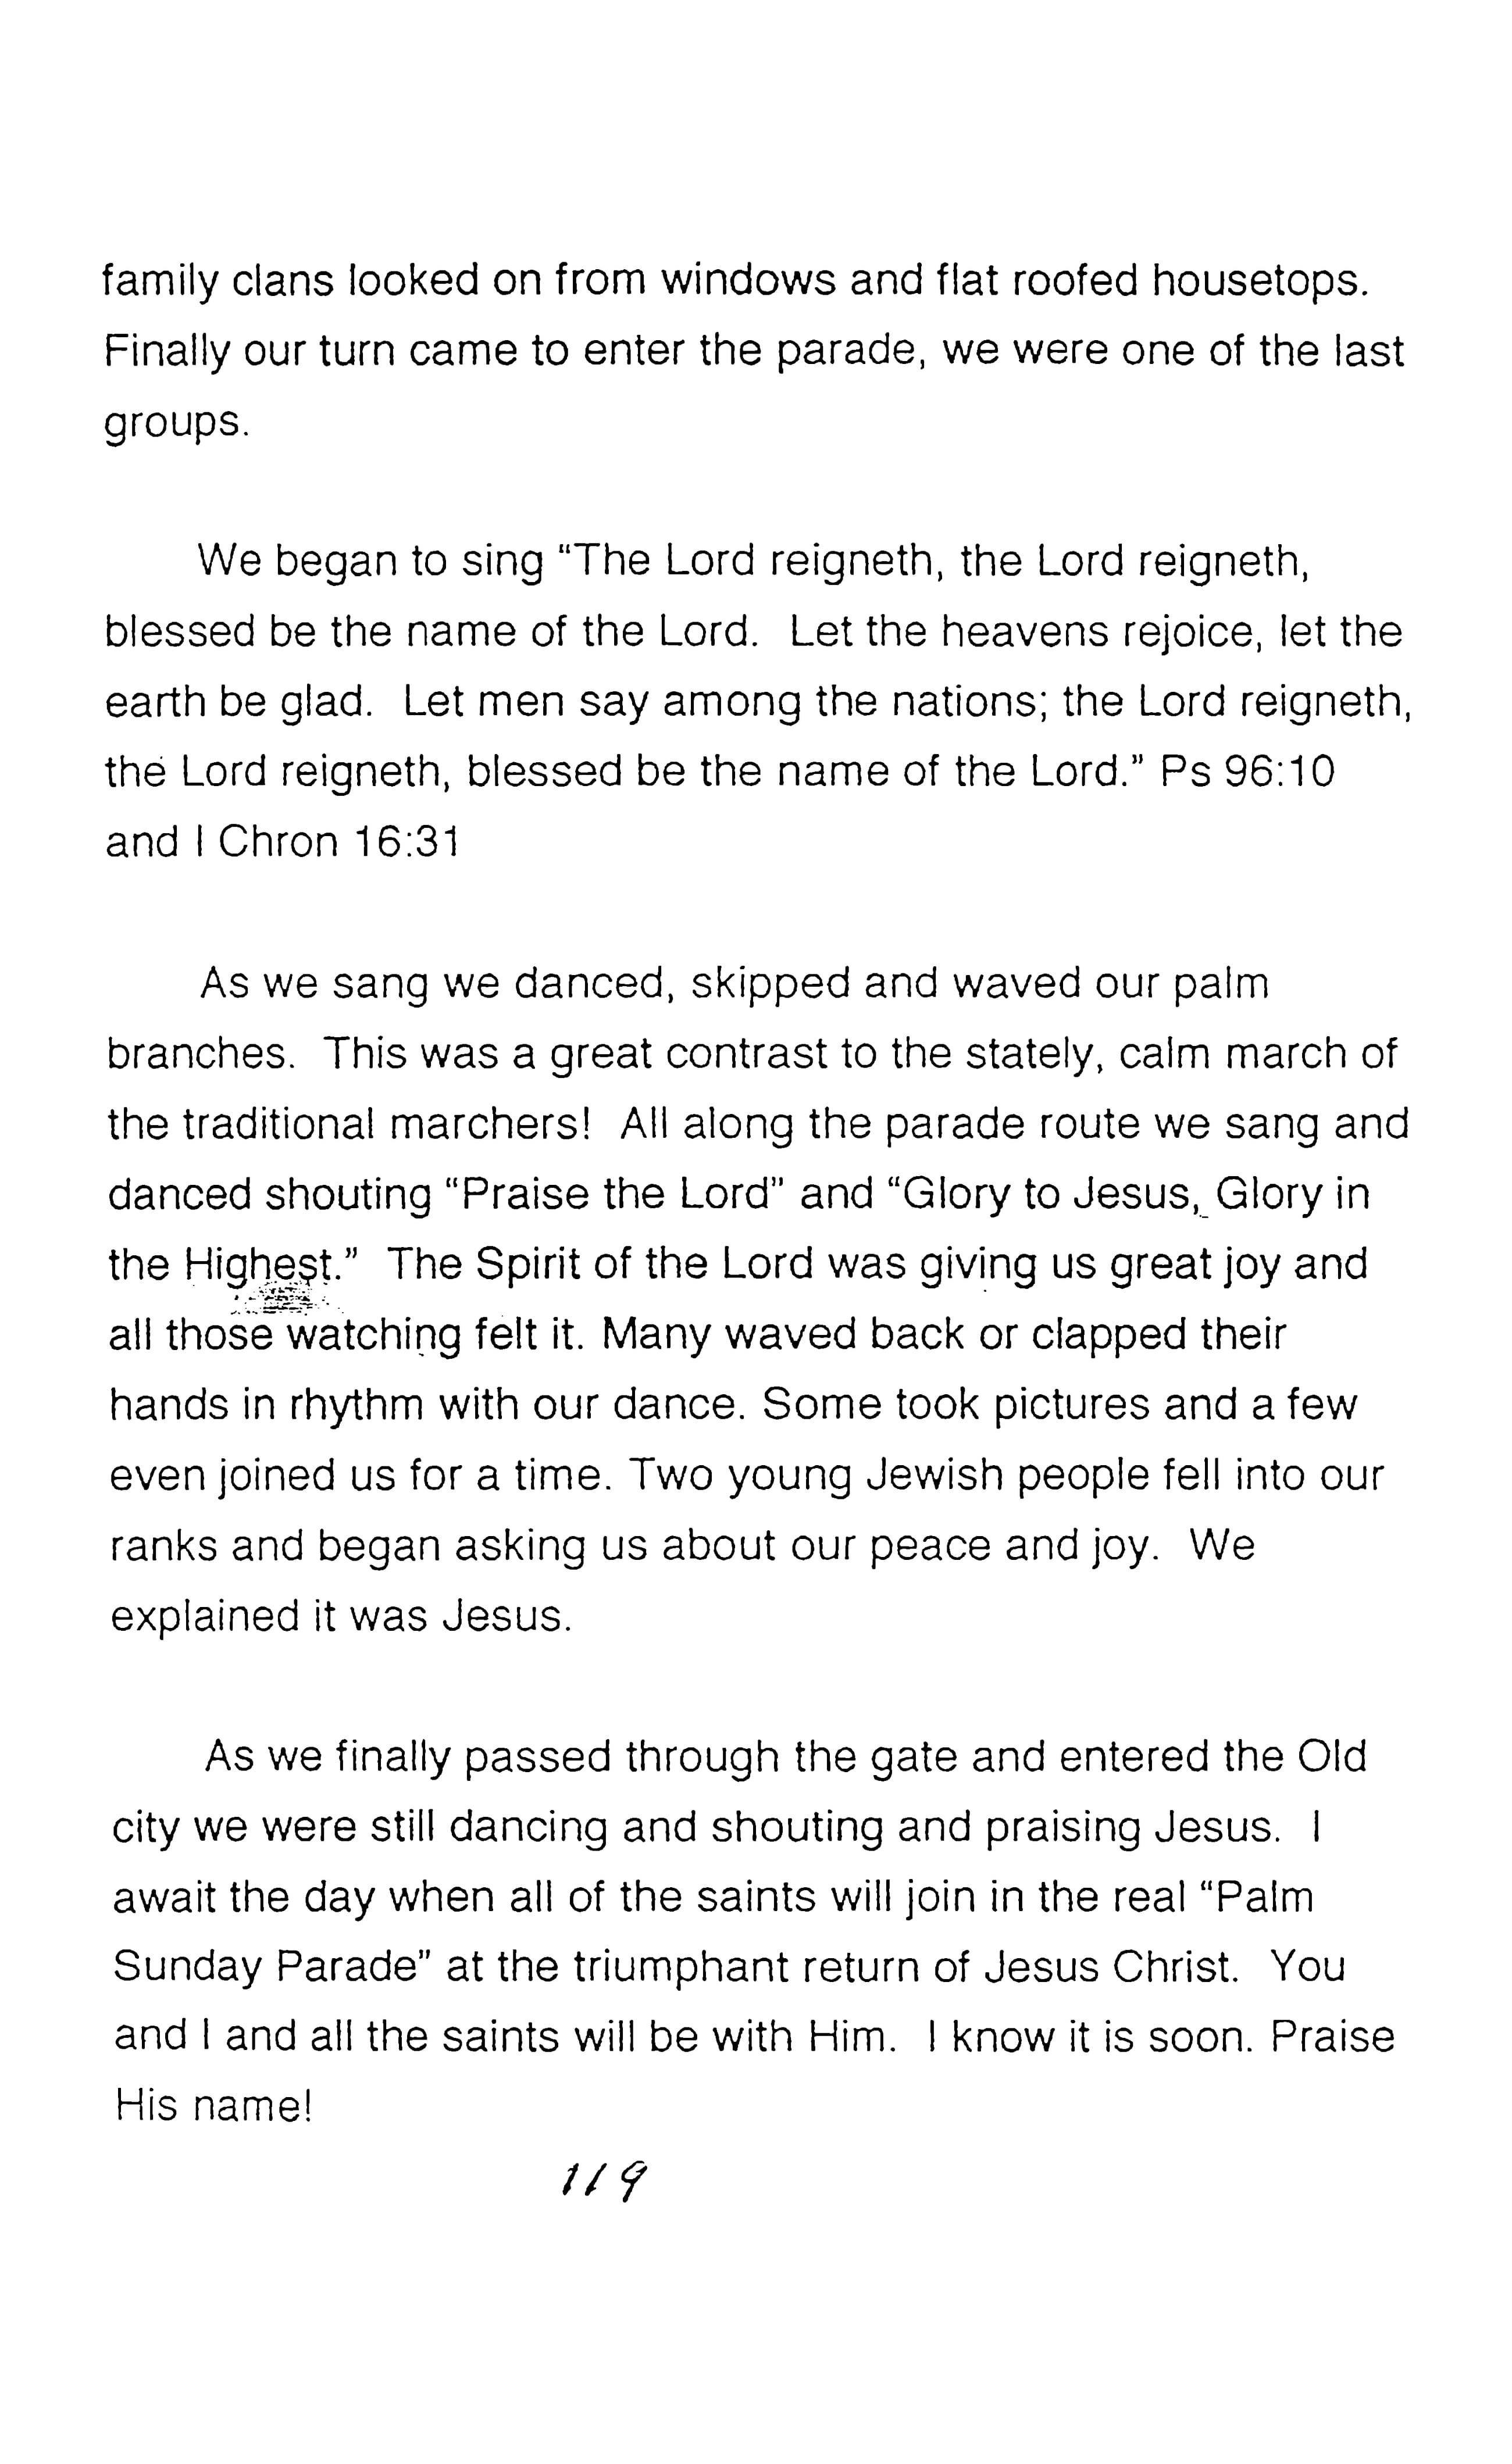 family clans looked on from windows and flat roofed housetops.
Finally our turn came to enter the parade, we were one of the last
groups.
We began to sing “The Lord reigneth, the Lord reigneth,
blessed be the name of the Lord.  Let the heavens rejoice, let the
earth be glad.  Let men say among the nations; the Lord reigneth,
the Lord reigneth, blessed be the name of the Lord.” Ps 96:10
and I Chron 16:31
As we sang we danced, skipped and waved our palm
branches.  This was a great contrast to the stately, calm march of
the traditional marchers!  All along the parade route we sang and
danced shouting “Praise the Lord” and “Glory to Jesus, Glory in
the Highest.”  The Spirit of the Lord was giving us great joy and
all those watching felt it. Many waved back or clapped their
hands in rhythm with our dance. Some took pictures and a few
even joined us for a time. Two young Jewish people fell into our
ranks and began asking us about our peace and joy.  We
explained it was Jesus.
As we finally passed through the gate and entered the Old
city we were still dancing and shouting and praising Jesus.  I
await the day when all of the saints will join in the real “Palm
Sunday Parade” at the triumphant return of Jesus Christ.  You
and I and all the saints will be with Him.  I know it is soon. Praise
His name!
119